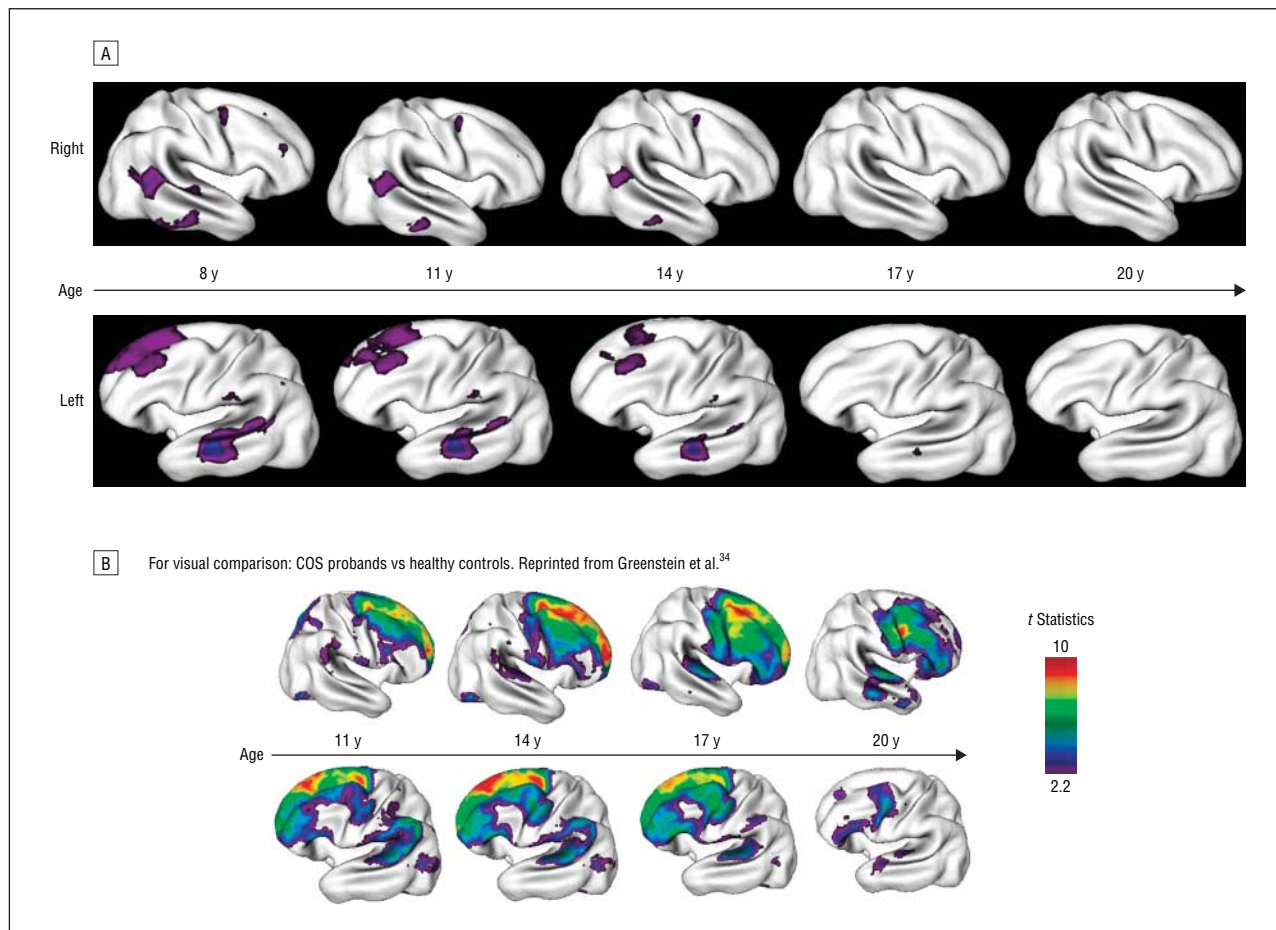 A
Right
8 y 11 y 14 y 17 y 20 y
Age
Left
B For visual comparison: COS probands vs healthy controls. Reprinted from Greenstein et al.34
t Statistics
10
11 y 14 y 17 y 20 y
Age
2.2